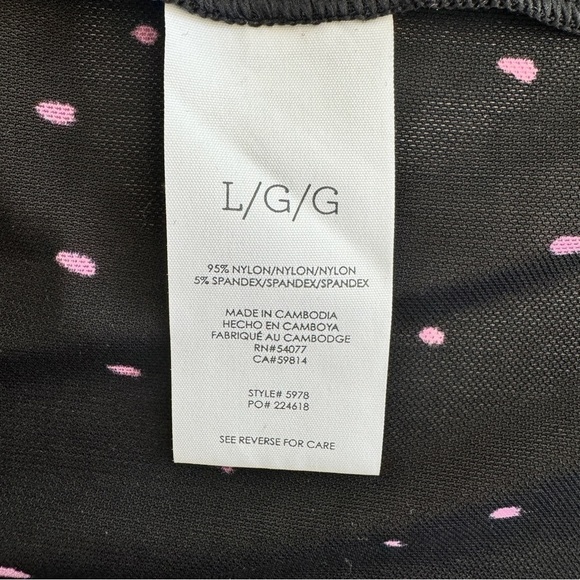 L/G/G
95% NYLON/NYLON/NYLON
5% SPANDEX/SPANDEX/SPANDEX
MADE IN CAMBODIA
HECHO EN CAMBOYA
FABRIQUÉ AU CAMBODGE
RN#54077
CA#59814
STYLE# 5978
PO# 224618
SEE REVERSE FOR CARE